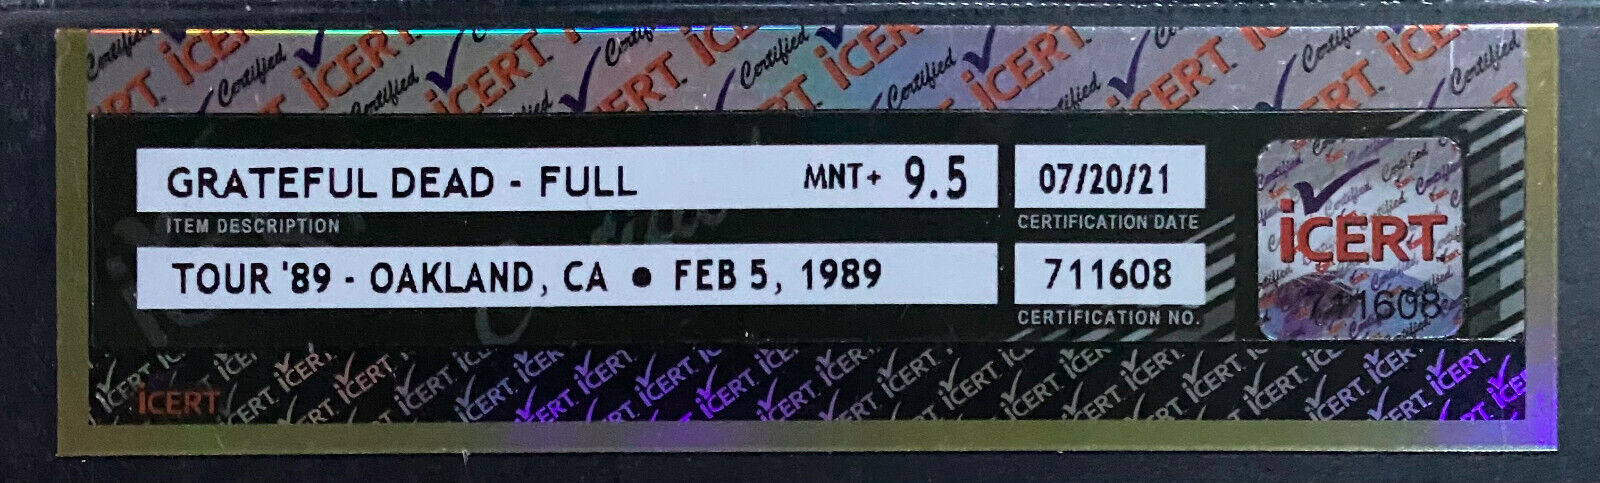 GRATEFUL DEAD - FULL MNT+ 9.5
ITEM DESCRIPTION
07/20/21
CERTIFICATION DATE
TOUR '89 - OAKLAND, CA ● FEB 5, 1989
711608
CERTIFICATION NO.
iCERT
711608
iCERT